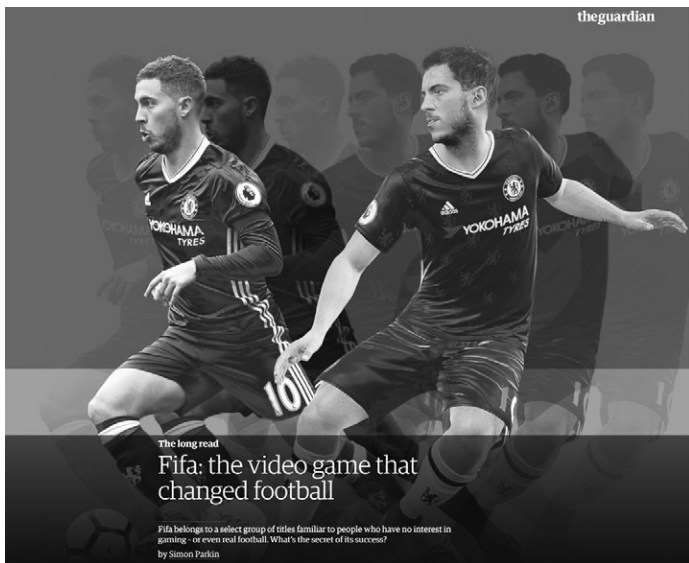 theguardian
adidas
YOKOHAMA
TYRES
YOKOHAMA
TYRES
10
The long read
Fifa: the video game that
changed football
Fifa belongs to a select group of titles familiar to people who have no interest in
gaming – or even real football. What's the secret of its success?
by Simon Parkin